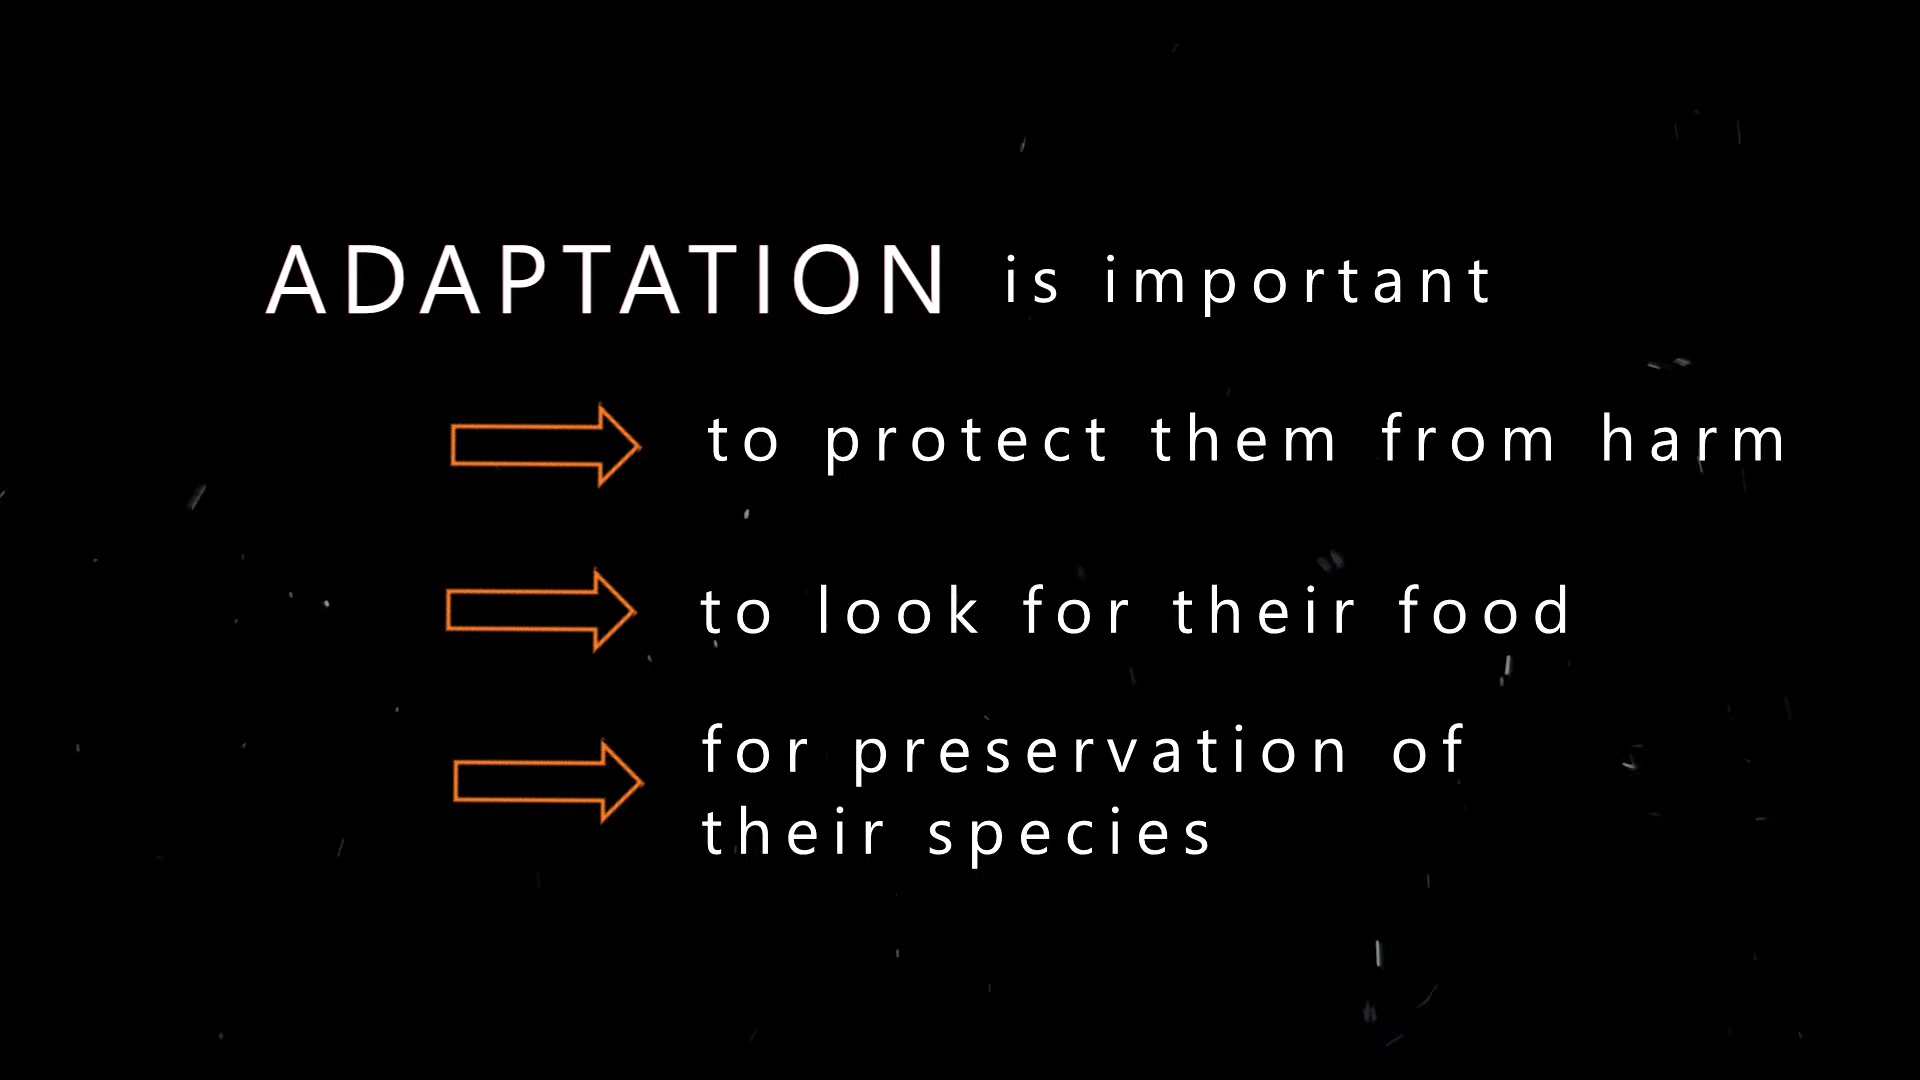 ADAPTATION is important
to protect them from harm
to look for their food
for preservation of
their species